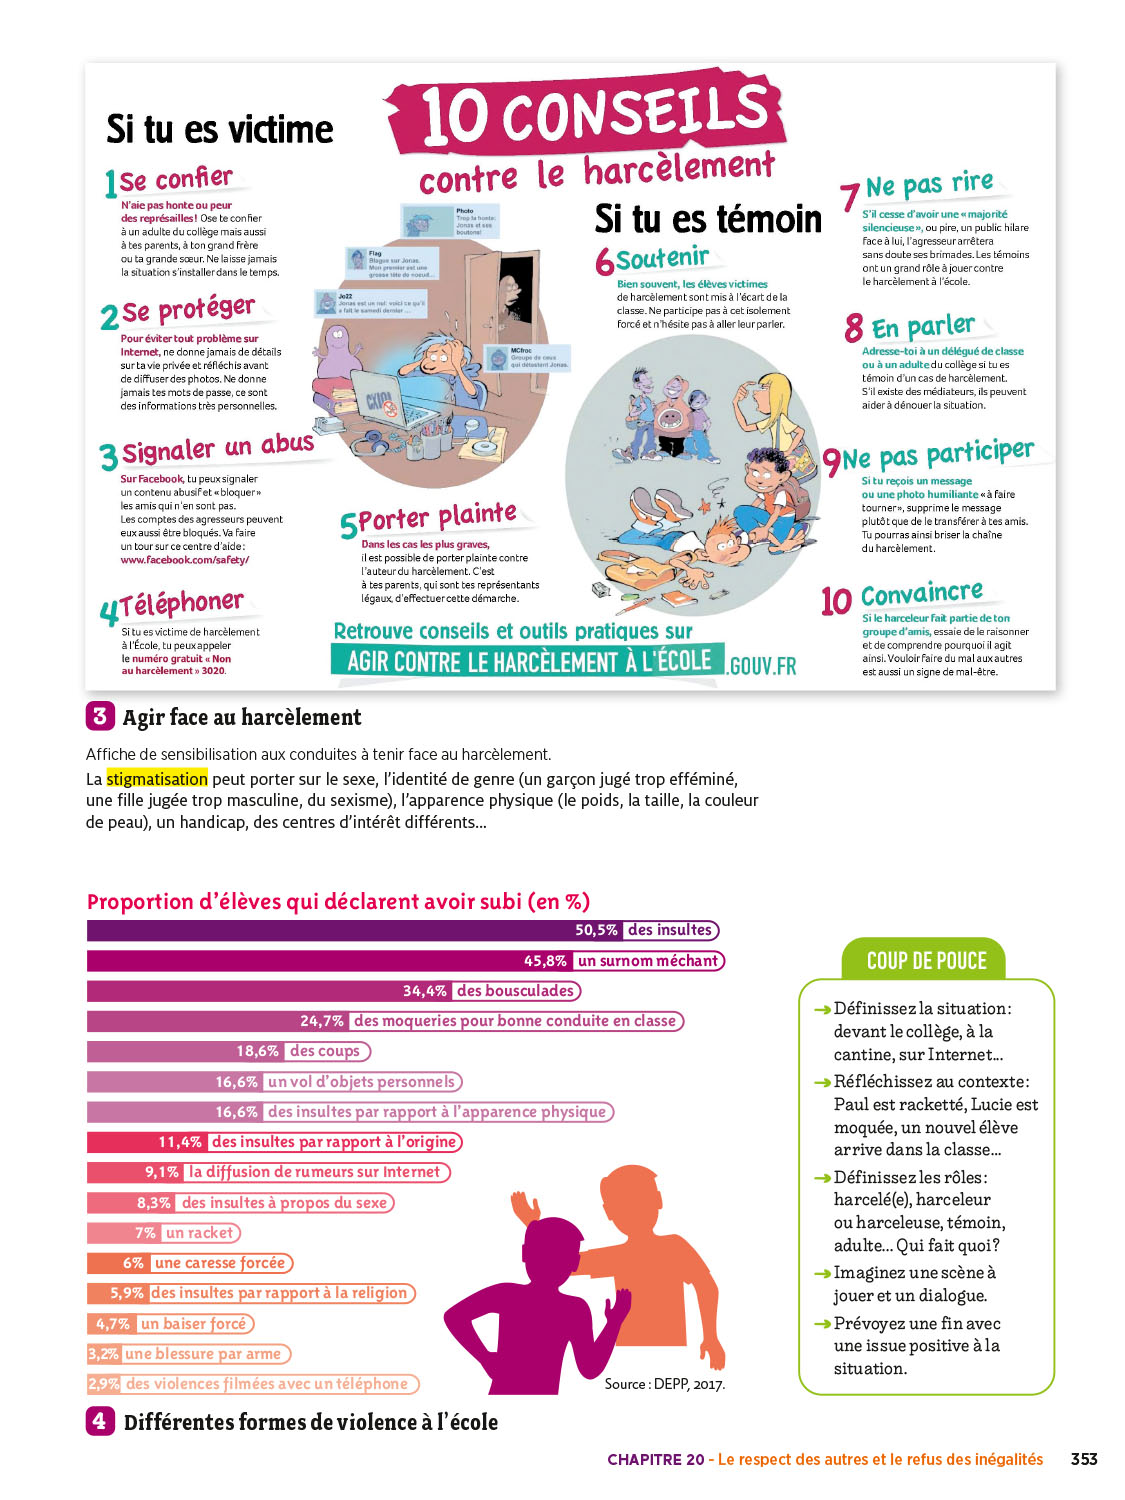 10 CONSEILS
contre le harcèlement
Si tu es victime
1 Se confier
N'aie pas honte ou peur
des représailles ! Ose te confier
à un adulte du collège mais aussi
à tes parents, à ton grand frère
ou ta grande sœur. Ne laisse jamais
la situation s'installer dans le temps.
2 Se protéger
Pour éviter tout problème sur
Internet, ne donne jamais de détails
sur ta vie privée et réfléchis avant
de diffuser des photos. Ne donne
jamais tes mots de passe, ce sont
des informations très personnelles.
3 Signaler un abus
Sur Facebook, tu peux signaler
un contenu abusif et « bloquer »
les amis qui n'en sont pas.
Les comptes des agresseurs peuvent
eux aussi être bloqués. Va faire
un tour sur ce centre d'aide :
www.facebook.com/safety/
4 Téléphoner
Si tu es victime de harcèlement
à l'École, tu peux appeler
le numéro gratuit « Non
au harcèlement » 3020.
Photo
Trop la honte:
Jonas et ses
boutons!
Flag
Blague sur Jonas.
Mon premier est une
grosse tête de noeud...
Jo22
Jonas est un nul: voici ce qu'il
a fait le samedi dernier ...
MCfroc
Groupe de ceux
qui détestent Jonas.
5 Porter plainte
Dans les cas les plus graves,
il est possible de porter plainte contre
l'auteur du harcèlement. C'est
à tes parents, qui sont tes représentants
légaux, d'effectuer cette démarche.
Si tu es témoin
6 Soutenir
Bien souvent, les élèves victimes
de harcèlement sont mis à l'écart de la
classe. Ne participe pas à cet isolement
forcé et n'hésite pas à aller leur parler.
7 Ne pas rire
S'il cesse d'avoir une « majorité
silencieuse », ou pire, un public hilare
face à lui, l'agresseur arrêtera
sans doute ses brimades. Les témoins
ont un grand rôle à jouer contre
le harcèlement à l'école.
8 En parler
Adresse-toi à un délégué de classe
ou à un adulte du collège si tu es
témoin d'un cas de harcèlement.
S'il existe des médiateurs, ils peuvent
aider à dénouer la situation.
9 Ne pas participer
Si tu reçois un message
ou une photo humiliante « à faire
tourner », supprime le message
plutôt que de le transférer à tes amis.
Tu pourras ainsi briser la chaîne
du harcèlement.
10 Convaincre
Si le harceleur fait partie de ton
groupe d'amis, essaie de le raisonner
et de comprendre pourquoi il agit
ainsi. Vouloir faire du mal aux autres
est aussi un signe de mal-être.
Retrouve conseils et outils pratiques sur
AGIR CONTRE LE HARCÈLEMENT À L'ÉCOLE .GOUV.FR
3 Agir face au harcèlement
Affiche de sensibilisation aux conduites à tenir face au harcèlement.
La stigmatisation peut porter sur le sexe, l'identité de genre (un garçon jugé trop efféminé,
une fille jugée trop masculine, du sexisme), l'apparence physique (le poids, la taille, la couleur
de peau), un handicap, des centres d'intérêt différents...
Proportion d'élèves qui déclarent avoir subi (en %)
50,5% des insultes
45,8% un surnom méchant
34,4% des bousculades
24,7% des moqueries pour bonne conduite en classe
18,6% des coups
16,6% un vol d'objets personnels
16,6% des insultes par rapport à l'apparence physique
11,4% des insultes par rapport à l'origine
9,1% la diffusion de rumeurs sur Internet
8,3% des insultes à propos du sexe
7% un racket
6% une caresse forcée
5,9% des insultes par rapport à la religion
4,7% un baiser forcé
3,2% une blessure par arme
2,9% des violences filmées avec un téléphone
Source : DEPP, 2017.
4 Différentes formes de violence à l'école
COUP DE POUCE
➔ Définissez la situation :
devant le collège, à la
cantine, sur Internet...
➔ Réfléchissez au contexte :
Paul est racketté, Lucie est
moquée, un nouvel élève
arrive dans la classe...
➔ Définissez les rôles :
harcelé(e), harceleur
ou harceleuse, témoin,
adulte... Qui fait quoi ?
➔ Imaginez une scène à
jouer et un dialogue.
➔ Prévoyez une fin avec
une issue positive à la
situation.
CHAPITRE 20 - Le respect des autres et le refus des inégalités 353